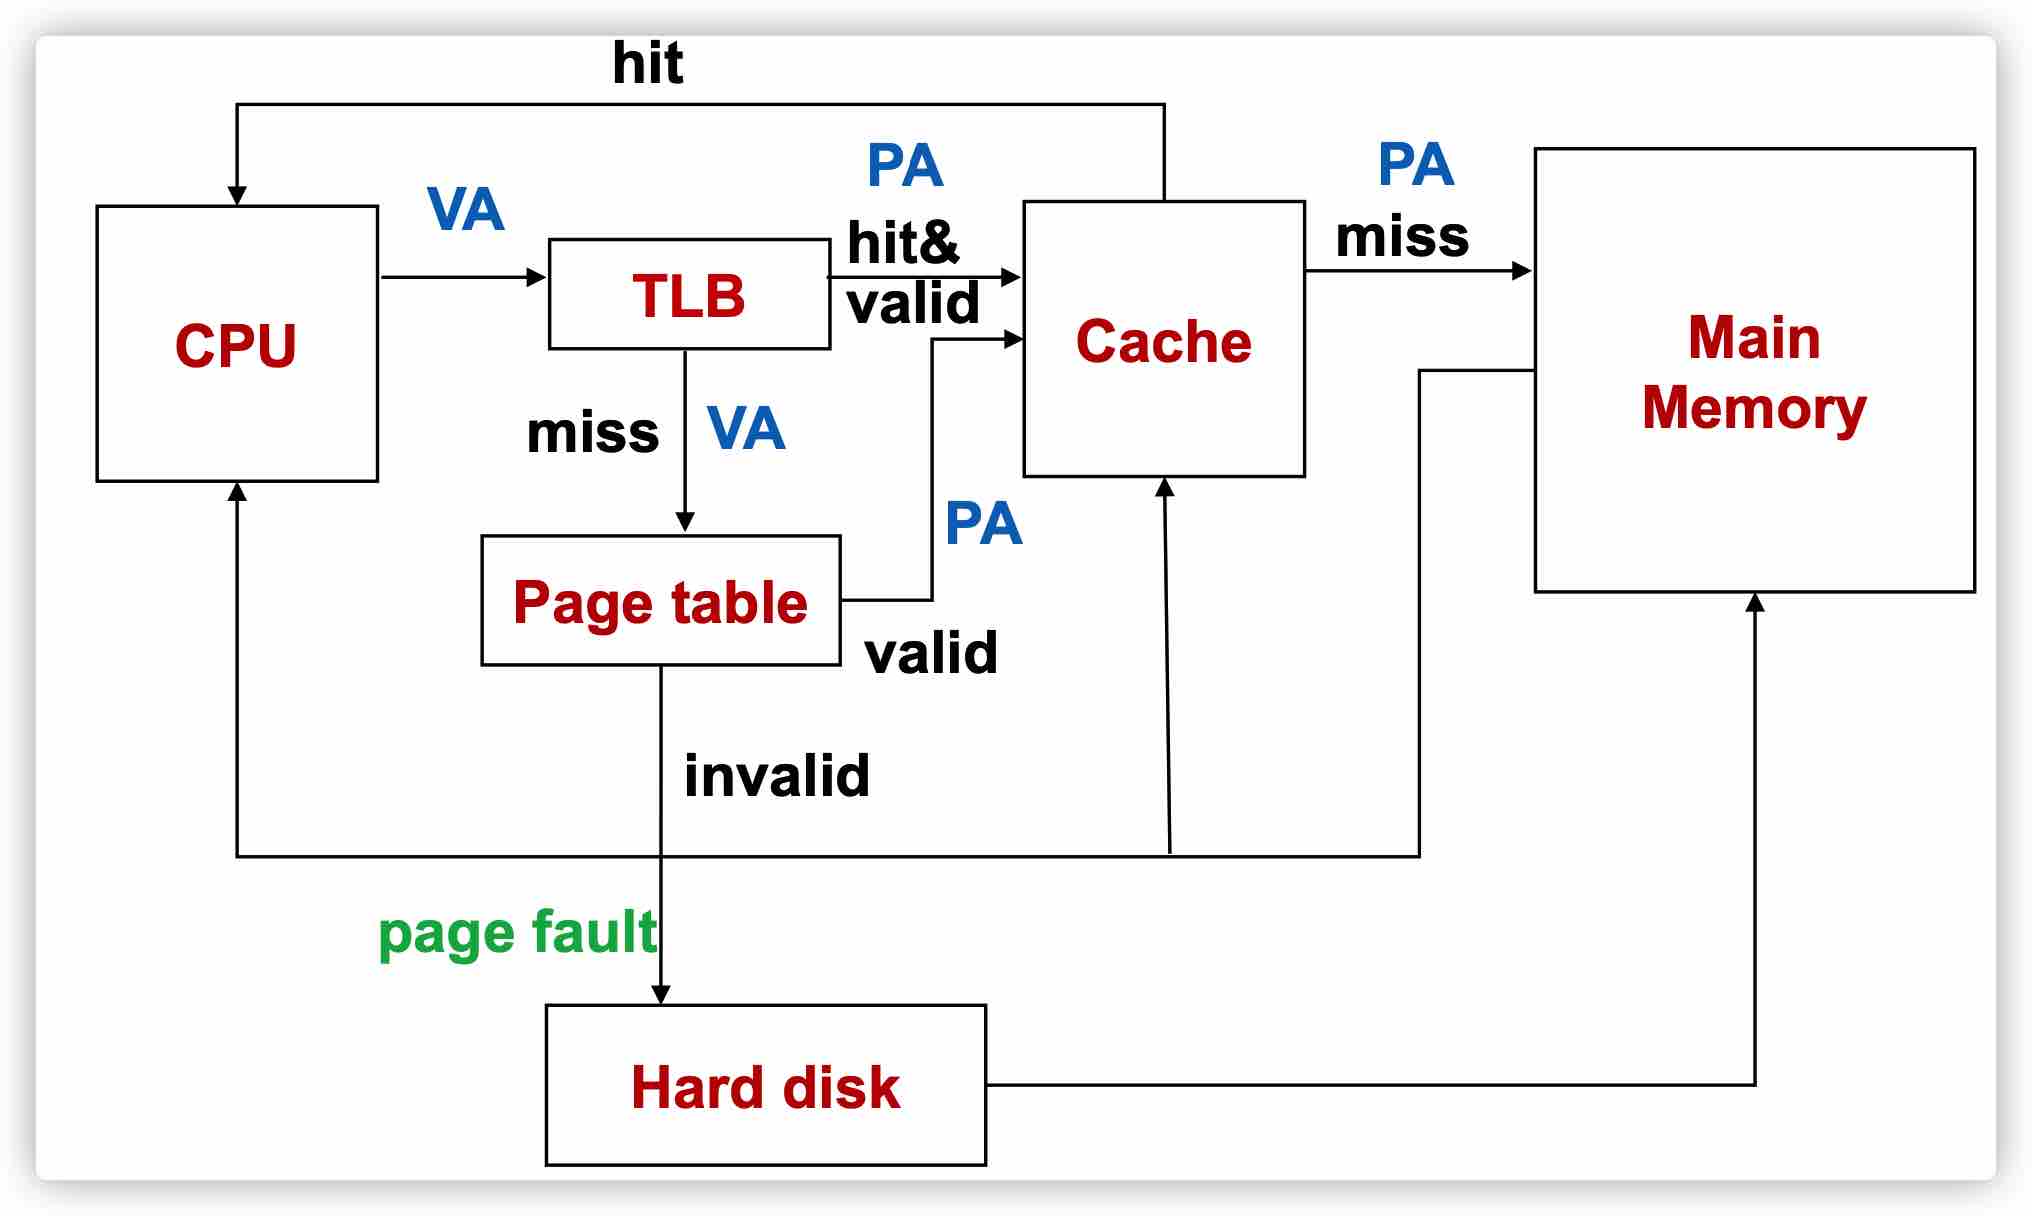 hit
PA
PA
VA
hit&
miss
TLB
valid
CPU
Cache
Main
Memory
miss
VA
PA
Page table
valid
invalid
page fault
Hard disk